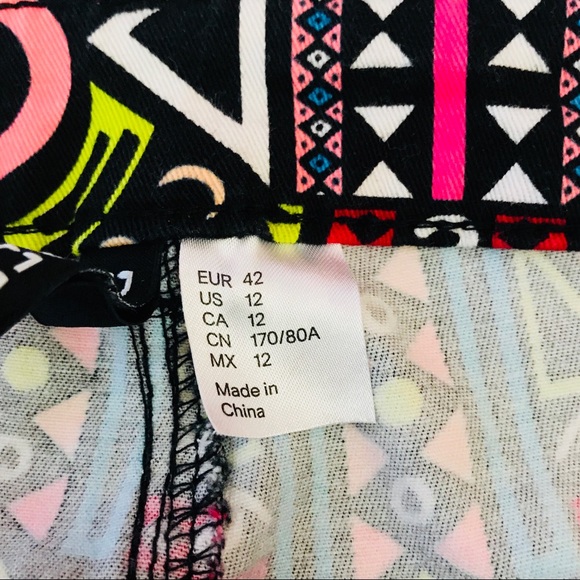 EUR 42
US 12
CA 12
CN 170/80A
MX 12
Made in
China